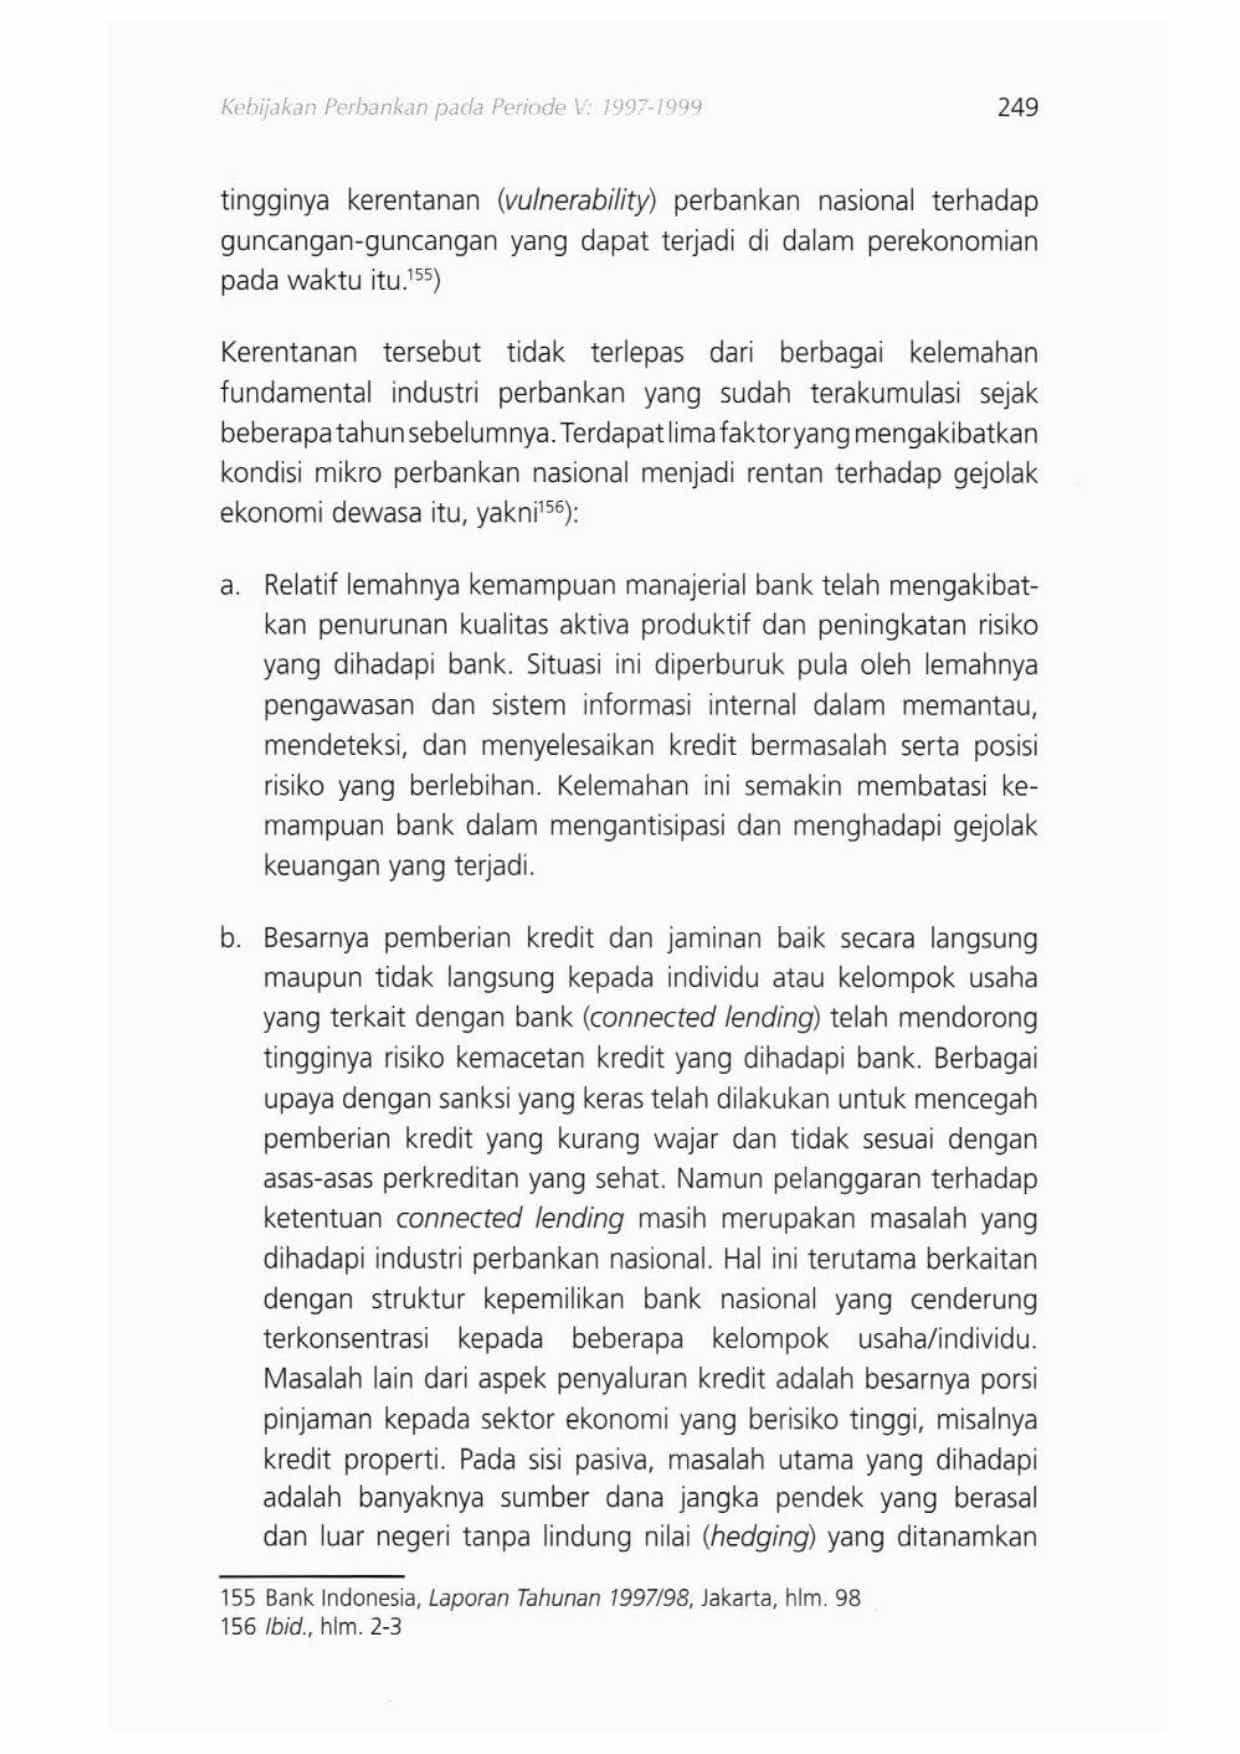 Kebijakan Perbankan pada Periode V: 1997-1999 249
tingginya kerentanan (vulnerability) perbankan nasional terhadap
guncangan-guncangan yang dapat terjadi di dalam perekonomian
pada waktu itu.¹⁵⁵)
Kerentanan tersebut tidak terlepas dari berbagai kelemahan
fundamental industri perbankan yang sudah terakumulasi sejak
beberapa tahun sebelumnya. Terdapat lima faktor yang mengakibatkan
kondisi mikro perbankan nasional menjadi rentan terhadap gejolak
ekonomi dewasa itu, yakni¹⁵⁶):
a. Relatif lemahnya kemampuan manajerial bank telah mengakibat-
kan penurunan kualitas aktiva produktif dan peningkatan risiko
yang dihadapi bank. Situasi ini diperburuk pula oleh lemahnya
pengawasan dan sistem informasi internal dalam memantau,
mendeteksi, dan menyelesaikan kredit bermasalah serta posisi
risiko yang berlebihan. Kelemahan ini semakin membatasi ke-
mampuan bank dalam mengantisipasi dan menghadapi gejolak
keuangan yang terjadi.
b. Besarnya pemberian kredit dan jaminan baik secara langsung
maupun tidak langsung kepada individu atau kelompok usaha
yang terkait dengan bank (connected lending) telah mendorong
tingginya risiko kemacetan kredit yang dihadapi bank. Berbagai
upaya dengan sanksi yang keras telah dilakukan untuk mencegah
pemberian kredit yang kurang wajar dan tidak sesuai dengan
asas-asas perkreditan yang sehat. Namun pelanggaran terhadap
ketentuan connected lending masih merupakan masalah yang
dihadapi industri perbankan nasional. Hal ini terutama berkaitan
dengan struktur kepemilikan bank nasional yang cenderung
terkonsentrasi kepada beberapa kelompok usaha/individu.
Masalah lain dari aspek penyaluran kredit adalah besarnya porsi
pinjaman kepada sektor ekonomi yang berisiko tinggi, misalnya
kredit properti. Pada sisi pasiva, masalah utama yang dihadapi
adalah banyaknya sumber dana jangka pendek yang berasal
dan luar negeri tanpa lindung nilai (hedging) yang ditanamkan
155 Bank Indonesia, Laporan Tahunan 1997/98, Jakarta, hlm. 98
156 Ibid., hlm. 2-3